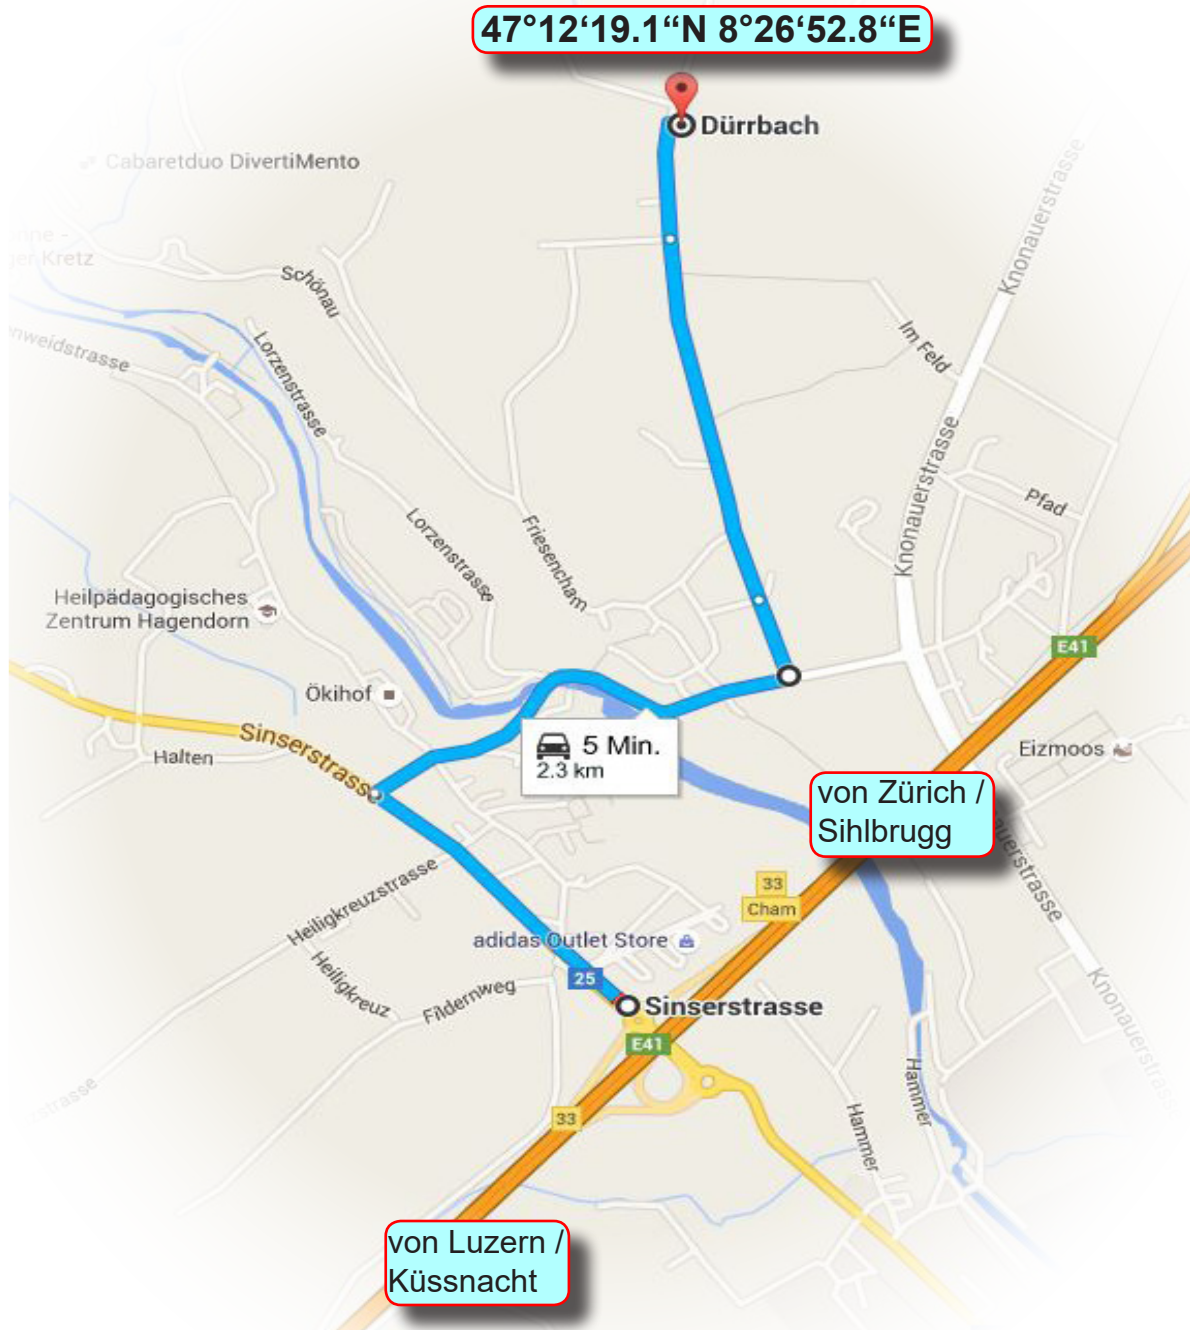 47°12‘19.1“N 8°26‘52.8“E
Dürrbach
Cabaretduo DivertiMento
Kretz
Knonauerstrasse
Schönau
Im Feld
Lorzenstrasse
Knonauerstrasse
Pfad
Lorzenstrasse
Friesencham
Heilpädagogisches
Zentrum Hagendorn
E41
Ökihof
Sinserstrasse
Halten
5 Min.
2.3 km
Eizmoos
von Zürich /
Sihlbrugg
33
Cham
Heiligkreuzstrasse
adidas Outlet Store
25
Heiligkreuz
Fildernweg
Sinserstrasse
E41
Knonauerstrasse
Hammer
Hammer
33
von Luzern /
Küssnacht